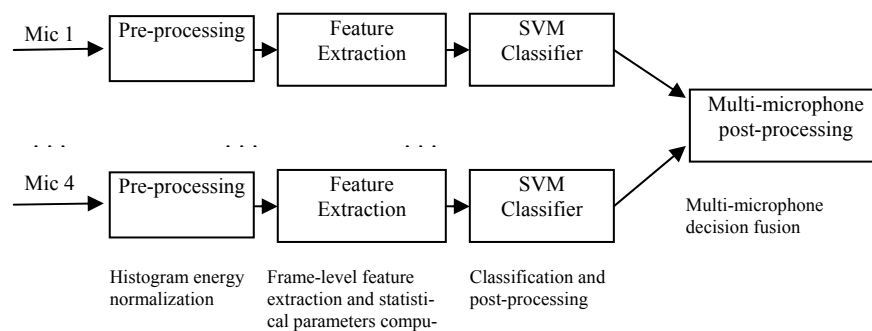 Mic 1
Pre-processing
Feature
Extraction
SVM
Classifier
Multi-microphone
post-processing
. . . . . . . . .
Mic 4
Pre-processing
Feature
Extraction
SVM
Classifier
Multi-microphone
decision fusion
Histogram energy
normalization
Frame-level feature
extraction and statisti-
cal parameters compu-
Classification and
post-processing